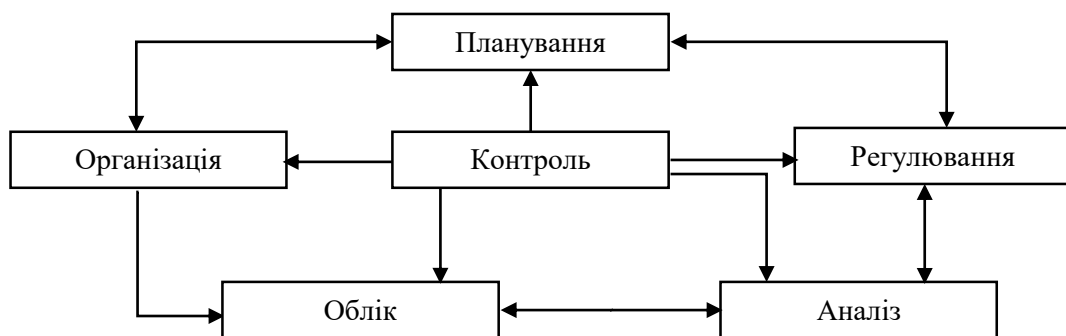 Планування
Організація
Контроль
Регулювання
Облік
Аналіз